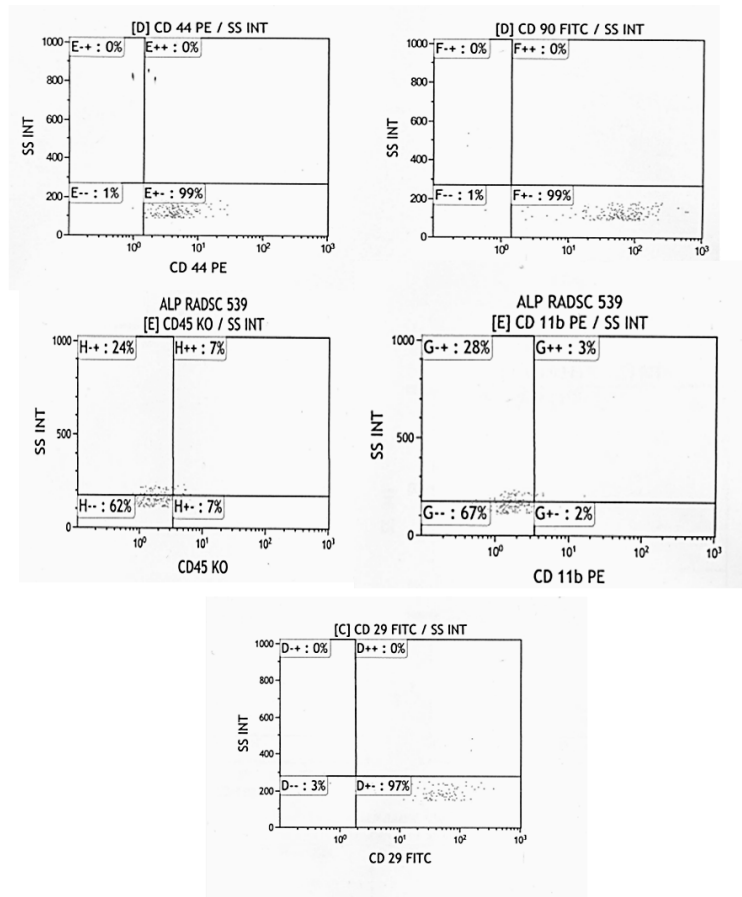 [D] CD 44 PE / SS INT
E-+ : 0% E++ : 0%
1000
800
600
400
200
0
SS INT
E-- : 1% E+- : 99%
10⁰ 10¹ 10² 10³
CD 44 PE
[D] CD 90 FITC / SS INT
F-+ : 0% F++ : 0%
1000
800
600
400
200
0
SS INT
F-- : 1% F+- : 99%
10⁰ 10¹ 10² 10³
ALP RADSC 539
[E] CD45 KO / SS INT
H-+ : 24% H++ : 7%
1000
500
0
SS INT
H-- : 62% H+- : 7%
10⁰ 10¹ 10² 10³
CD45 KO
ALP RADSC 539
[E] CD 11b PE / SS INT
G-+ : 28% G++ : 3%
1000
500
0
SS INT
G-- : 67% G+- : 2%
10⁰ 10¹ 10² 10³
CD 11b PE
[C] CD 29 FITC / SS INT
D-+ : 0% D++ : 0%
1000
800
600
400
200
0
SS INT
D-- : 3% D+- : 97%
10⁰ 10¹ 10² 10³
CD 29 FITC